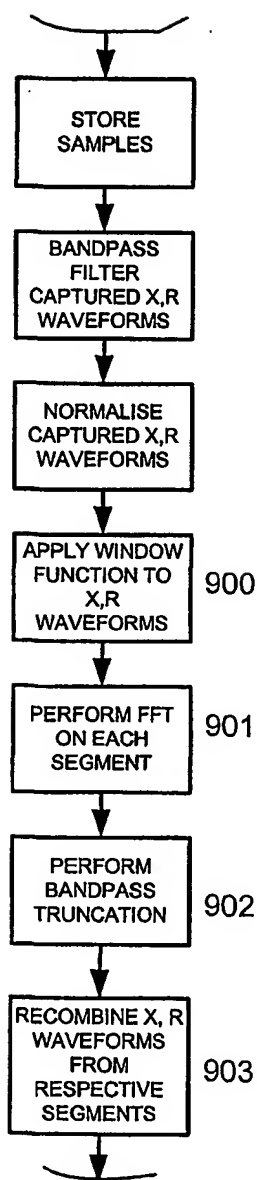 STORE
SAMPLES
BANDPASS
FILTER
CAPTURED X,R
WAVEFORMS
NORMALISE
CAPTURED X,R
WAVEFORMS
APPLY WINDOW
FUNCTION TO
X,R
WAVEFORMS
900
PERFORM FFT
ON EACH
SEGMENT
901
PERFORM
BANDPASS
TRUNCATION
902
RECOMBINE X, R
WAVEFORMS
FROM
RESPECTIVE
SEGMENTS
903